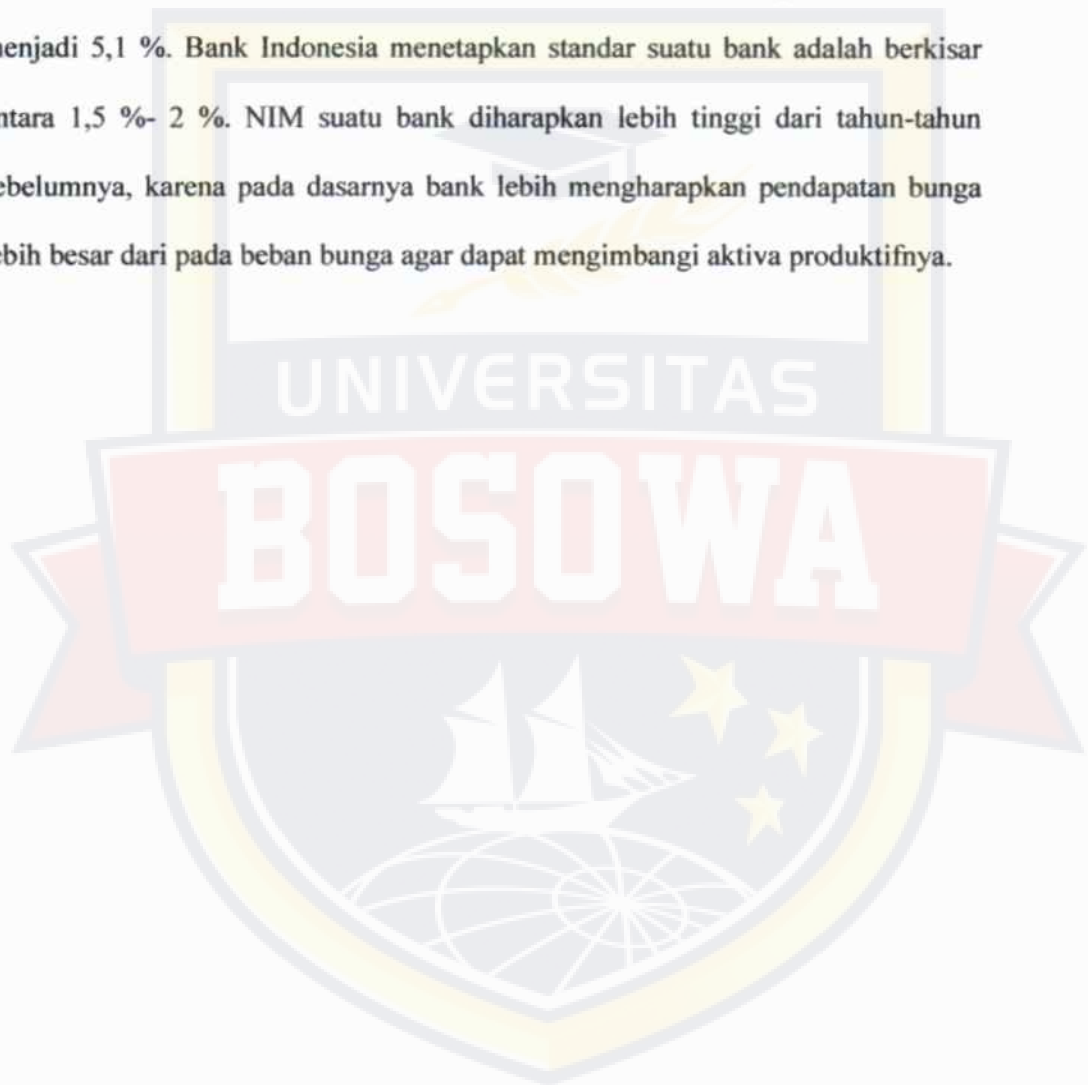 enjadi 5,1 %. Bank Indonesia menetapkan standar suatu bank adalah berkisar
ntara 1,5 %- 2 %. NIM suatu bank diharapkan lebih tinggi dari tahun-tahun
ebelumnya, karena pada dasarnya bank lebih mengharapkan pendapatan bunga
ebih besar dari pada beban bunga agar dapat mengimbangi aktiva produktifnya.
UNIVERSITAS
BOSOWA